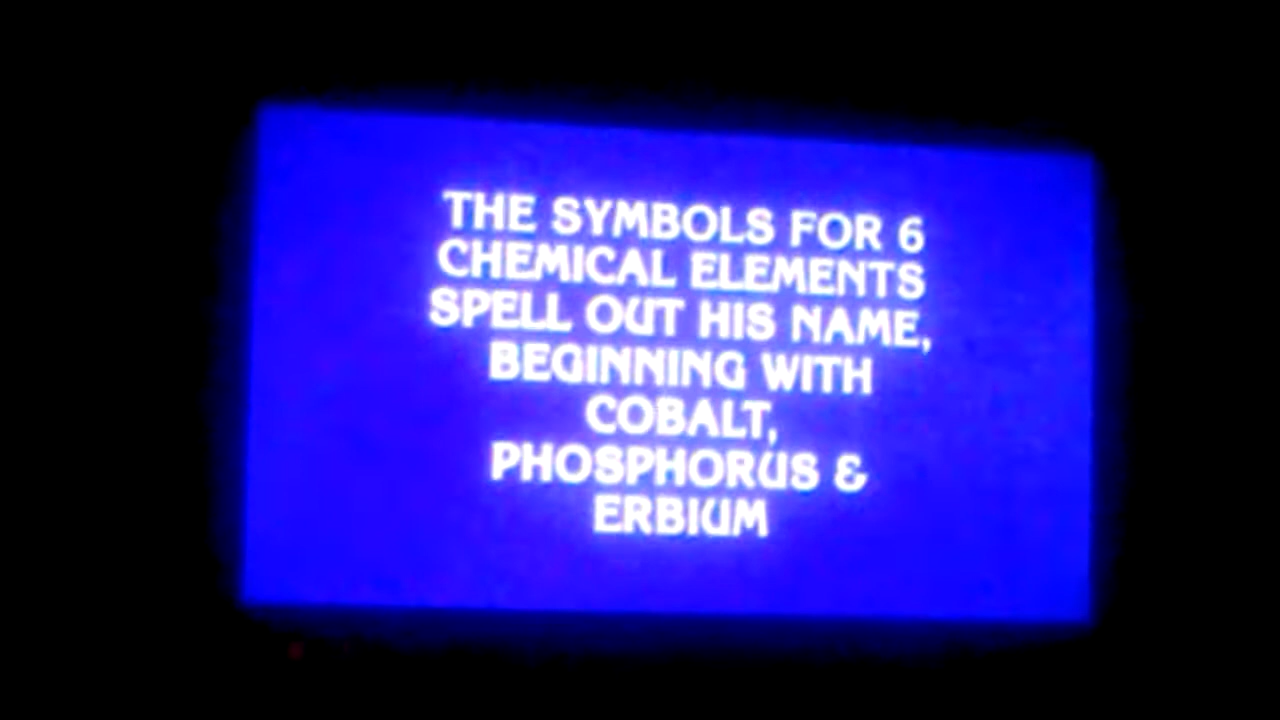 THE SYMBOLS FOR 6
CHEMICAL ELEMENTS
SPELL OUT HIS NAME,
BEGINNING WITH
COBALT,
PHOSPHORUS &
ERBIUM